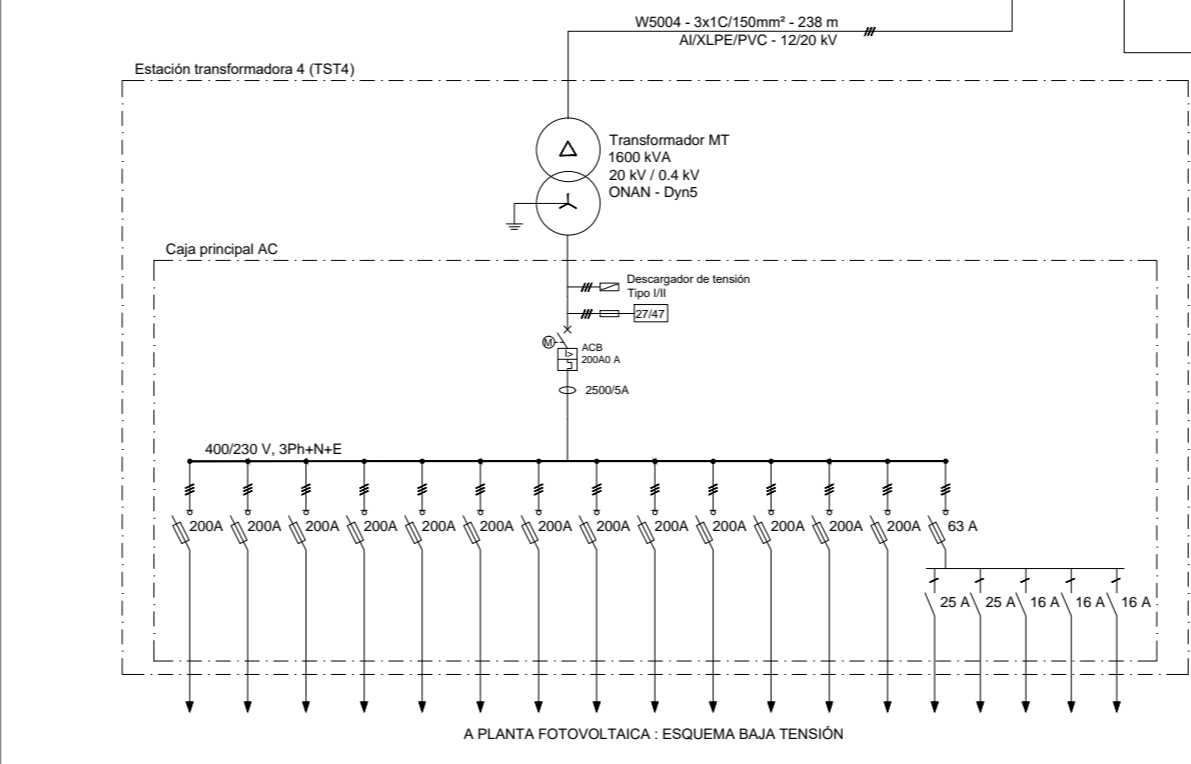 W5004 - 3x1C/150mm² - 238 m
Al/XLPE/PVC - 12/20 kV
Estación transformadora 4 (TST4)
Transformador MT
1600 kVA
20 kV / 0.4 kV
ONAN - Dyn5
Caja principal AC
Descargador de tensión
Tipo I/II
27/47
M
ACB
200A0 A
I>
2500/5A
400/230 V, 3Ph+N+E
200A 200A 200A 200A 200A 200A 200A 200A 200A 200A 200A 200A 200A 63 A
25 A 25 A 16 A 16 A 16 A
A PLANTA FOTOVOLTAICA : ESQUEMA BAJA TENSIÓN